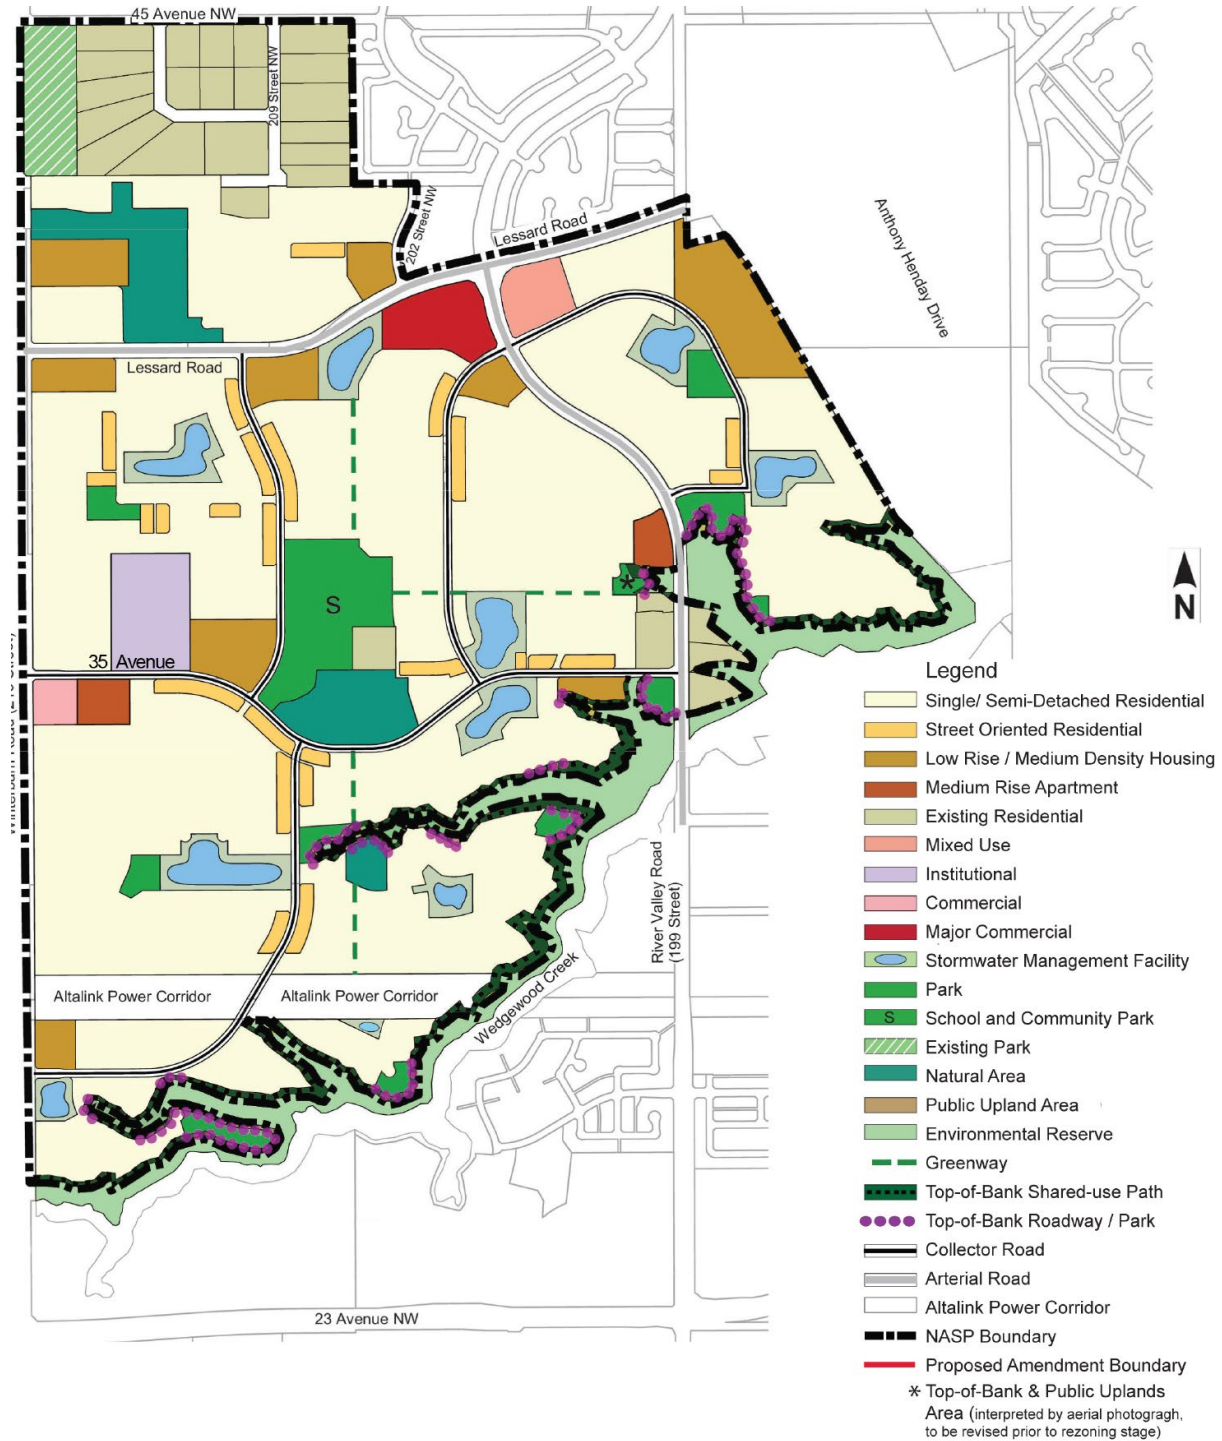 45 Avenue NW
209 Street NW
202 Street NW
Lessard Road
Anthony Henday Drive
Lessard Road
S
*
35 Avenue
N
River Valley Road
(199 Street)
Altalink Power Corridor
Altalink Power Corridor
Wedgewood Creek
23 Avenue NW
Legend
Single/ Semi-Detached Residential
Street Oriented Residential
Low Rise / Medium Density Housing
Medium Rise Apartment
Existing Residential
Mixed Use
Institutional
Commercial
Major Commercial
Stormwater Management Facility
Park
S School and Community Park
Existing Park
Natural Area
Public Upland Area
Environmental Reserve
Greenway
Top-of-Bank Shared-use Path
Top-of-Bank Roadway / Park
Collector Road
Arterial Road
Altalink Power Corridor
NASP Boundary
Proposed Amendment Boundary
* Top-of-Bank & Public Uplands
Area (interpreted by aerial photogragh,
to be revised prior to rezoning stage)